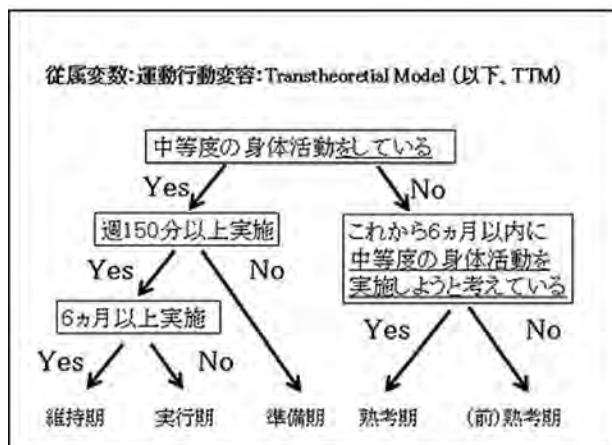 従属変数：運動行動変容：Transtheoretial Model (以下、TTM)
中等度の身体活動をしている
Yes
No
週150分以上実施
これから6ヵ月以内に
中等度の身体活動を
実施しようと考えている
Yes
No
6ヵ月以上実施
Yes
No
Yes
No
維持期
実行期
準備期
熟考期
(前)熟考期